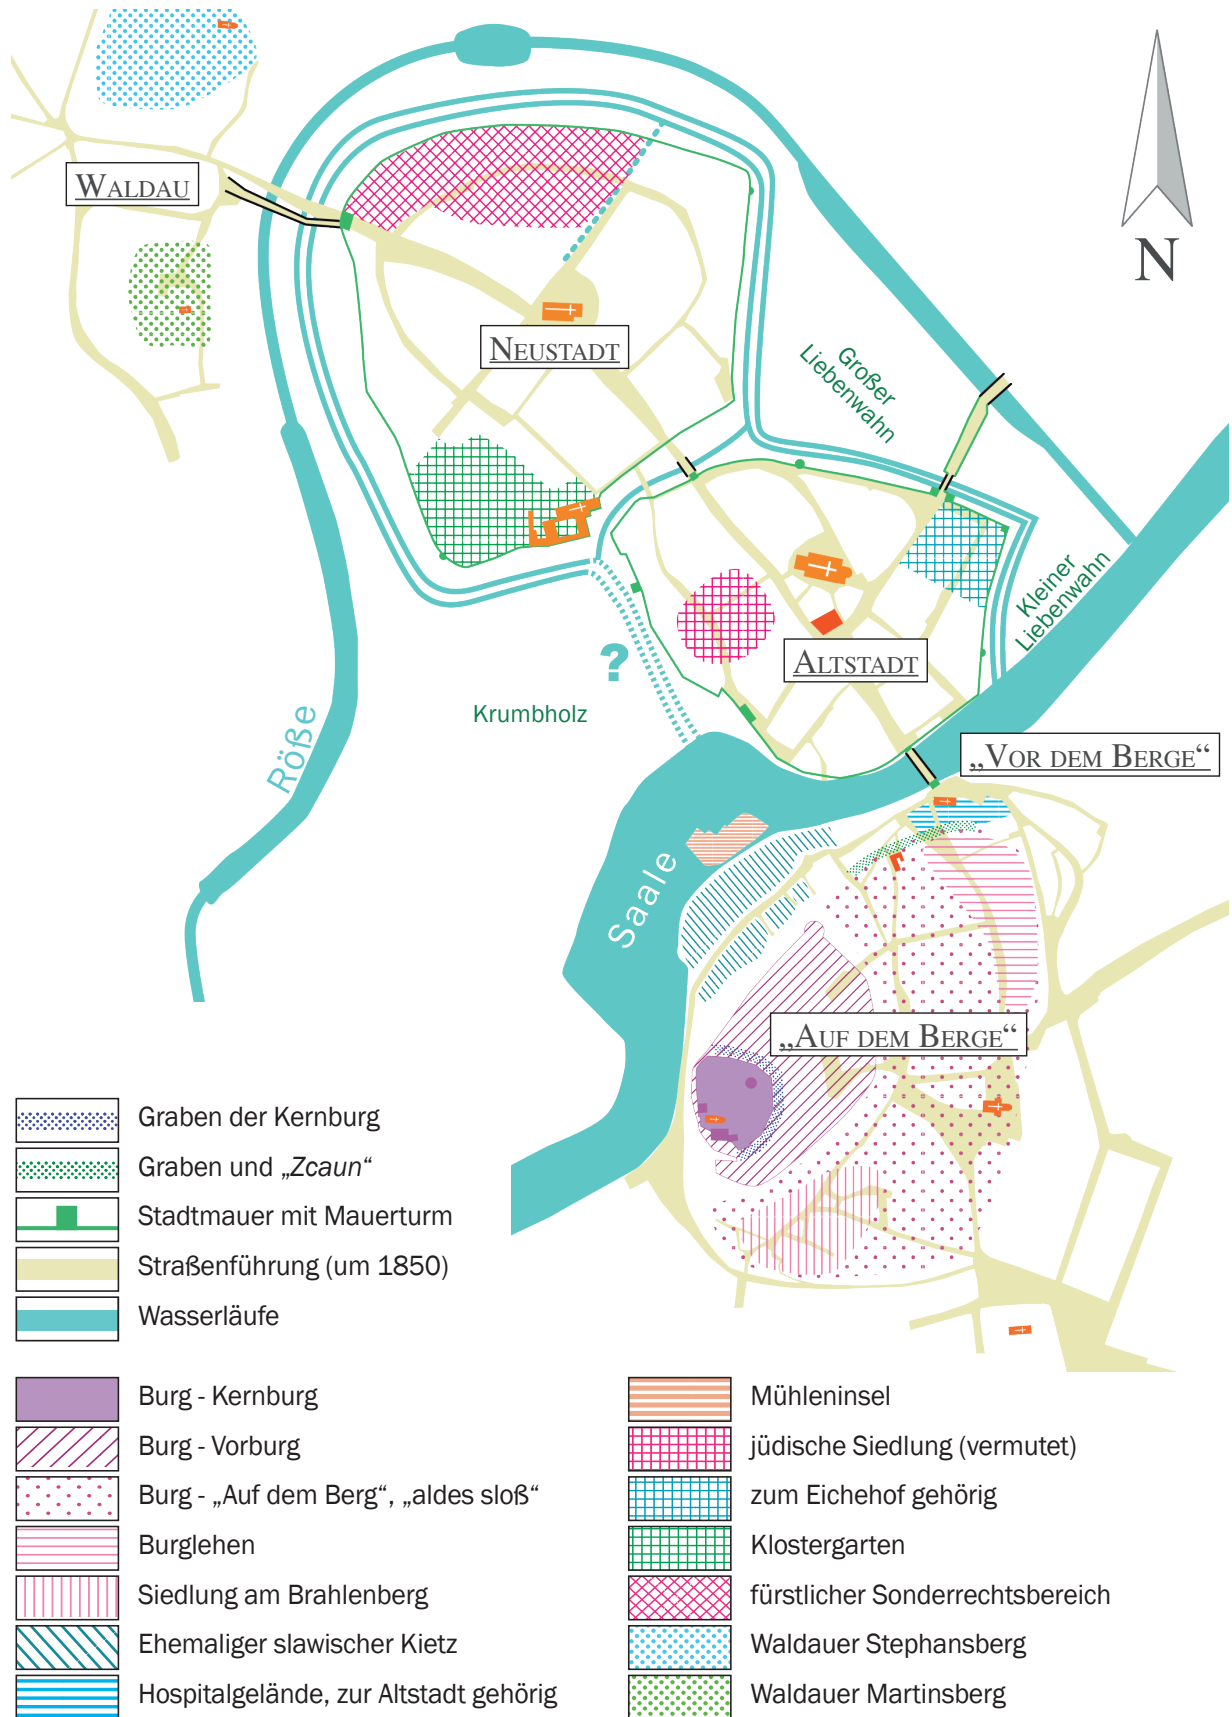 WALDAU
N
NEUSTADT
Großer
Liebenwahn
Kleiner
Liebenwahn
ALTSTADT
?
Krumbholz
Röße
„VOR DEM BERGE“
Saale
„AUF DEM BERGE“
Graben der Kernburg
Graben und „Zcaun“
Stadtmauer mit Mauerturm
Straßenführung (um 1850)
Wasserläufe
Burg - Kernburg
Burg - Vorburg
Burg - „Auf dem Berg“, „aldes sloß“
Burglehen
Siedlung am Brahlenberg
Ehemaliger slawischer Kietz
Hospitalgelände, zur Altstadt gehörig
Mühleninsel
jüdische Siedlung (vermutet)
zum Eichehof gehörig
Klostergarten
fürstlicher Sonderrechtsbereich
Waldauer Stephansberg
Waldauer Martinsberg